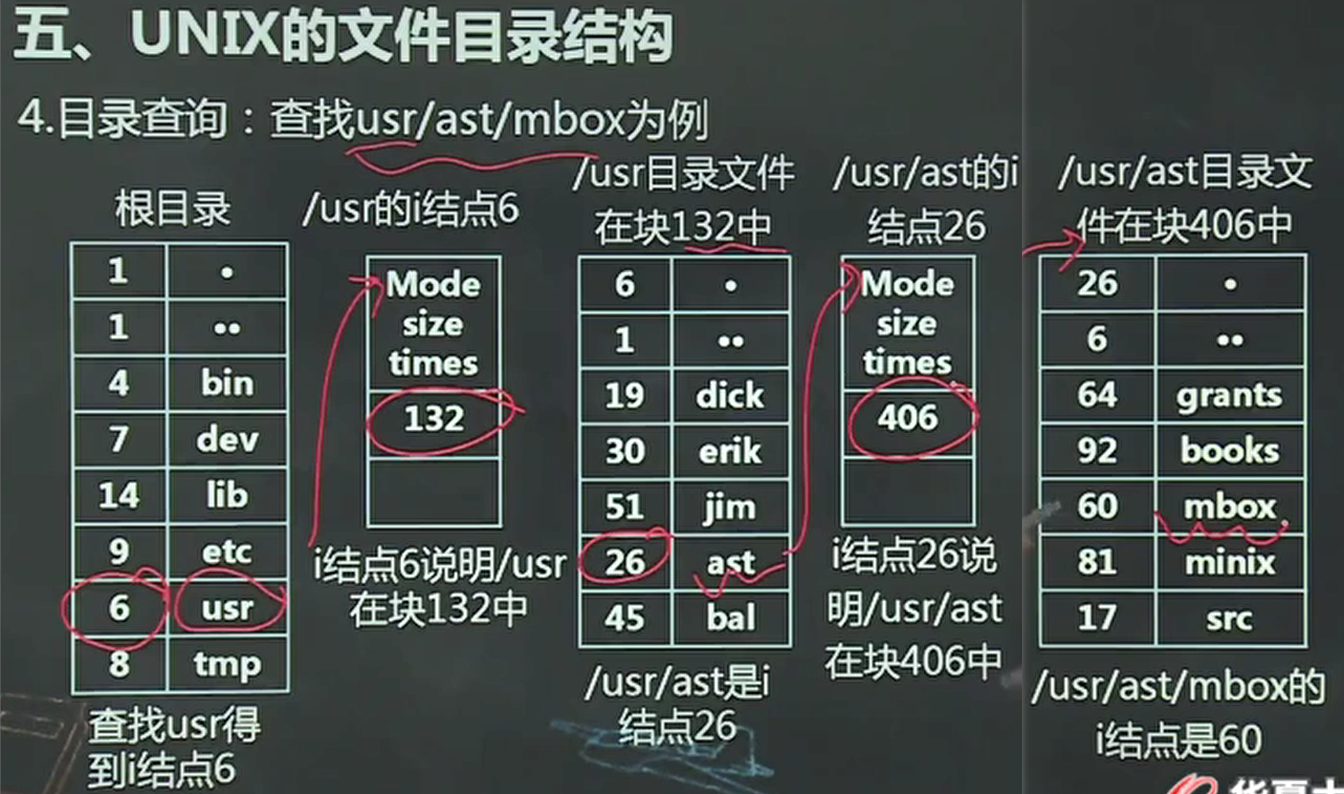 五、UNIX的文件目录结构
4.目录查询：查找usr/ast/mbox为例
根目录
1 •
1 ••
4 bin
7 dev
14 lib
9 etc
6 usr
8 tmp
查找usr得
到i结点6
/usr的i结点6
Mode
size
times
132
i结点6说明/usr
在块132中
/usr目录文件
在块132中
6 •
1 ••
19 dick
30 erik
51 jim
26 ast
45 bal
/usr/ast是i
结点26
/usr/ast的i
结点26
Mode
size
times
406
i结点26说
明/usr/ast
在块406中
/usr/ast目录文
件在块406中
26 •
6 ••
64 grants
92 books
60 mbox
81 minix
17 src
/usr/ast/mbox的
i结点是60